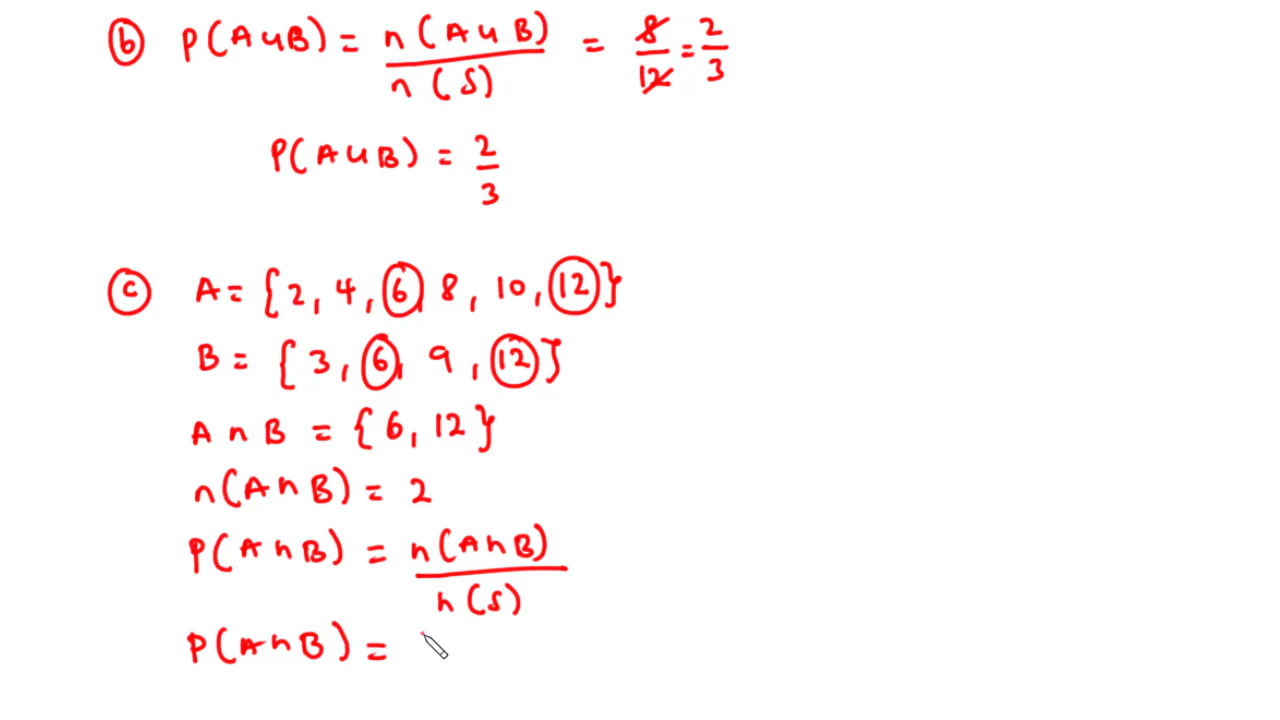 (b) P(A∪B) = n(A∪B)/n(S) = 8/12 = 2/3
P(A∪B) = 2/3
(c) A = {2, 4, 6, 8, 10, 12}
B = {3, 6, 9, 12}
A∩B = {6, 12}
n(A∩B) = 2
P(A∩B) = n(A∩B)/n(S)
P(A∩B) =